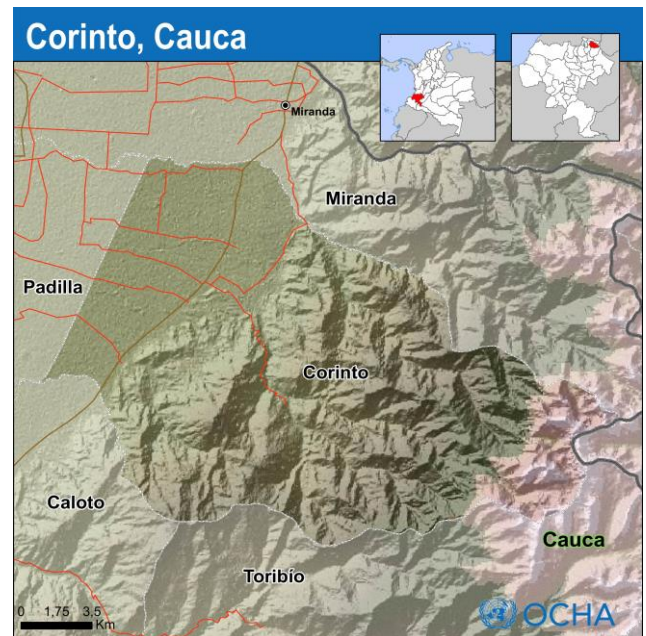 Corinto, Cauca
Miranda
Miranda
Padilla
Corinto
Caloto
Cauca
Toribío
0 1,75 3,5
Km
OCHA